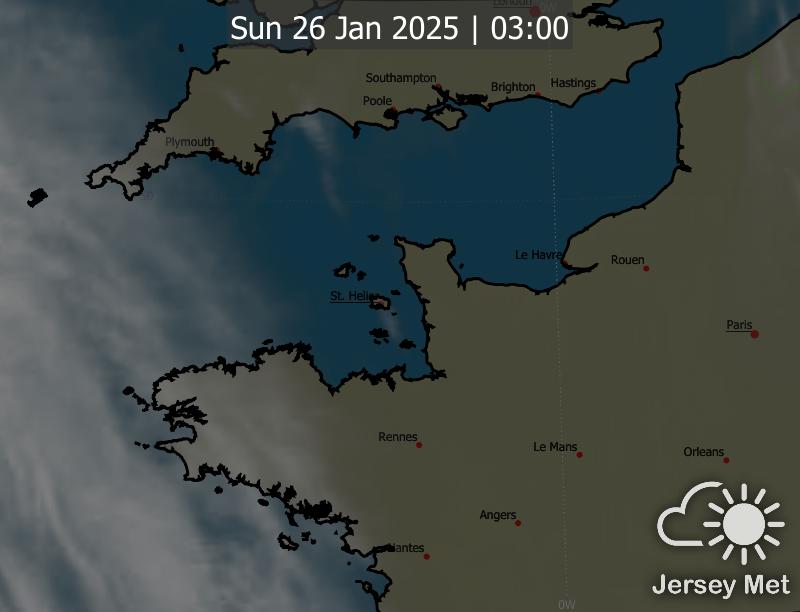 London
0W
Sun 26 Jan 2025 | 03:00
Southampton
Brighton
Hastings
Poole
Plymouth
Le Havre
Rouen
St. Helier
Paris
Rennes
Le Mans
Orleans
Angers
Nantes
Jersey Met
0W